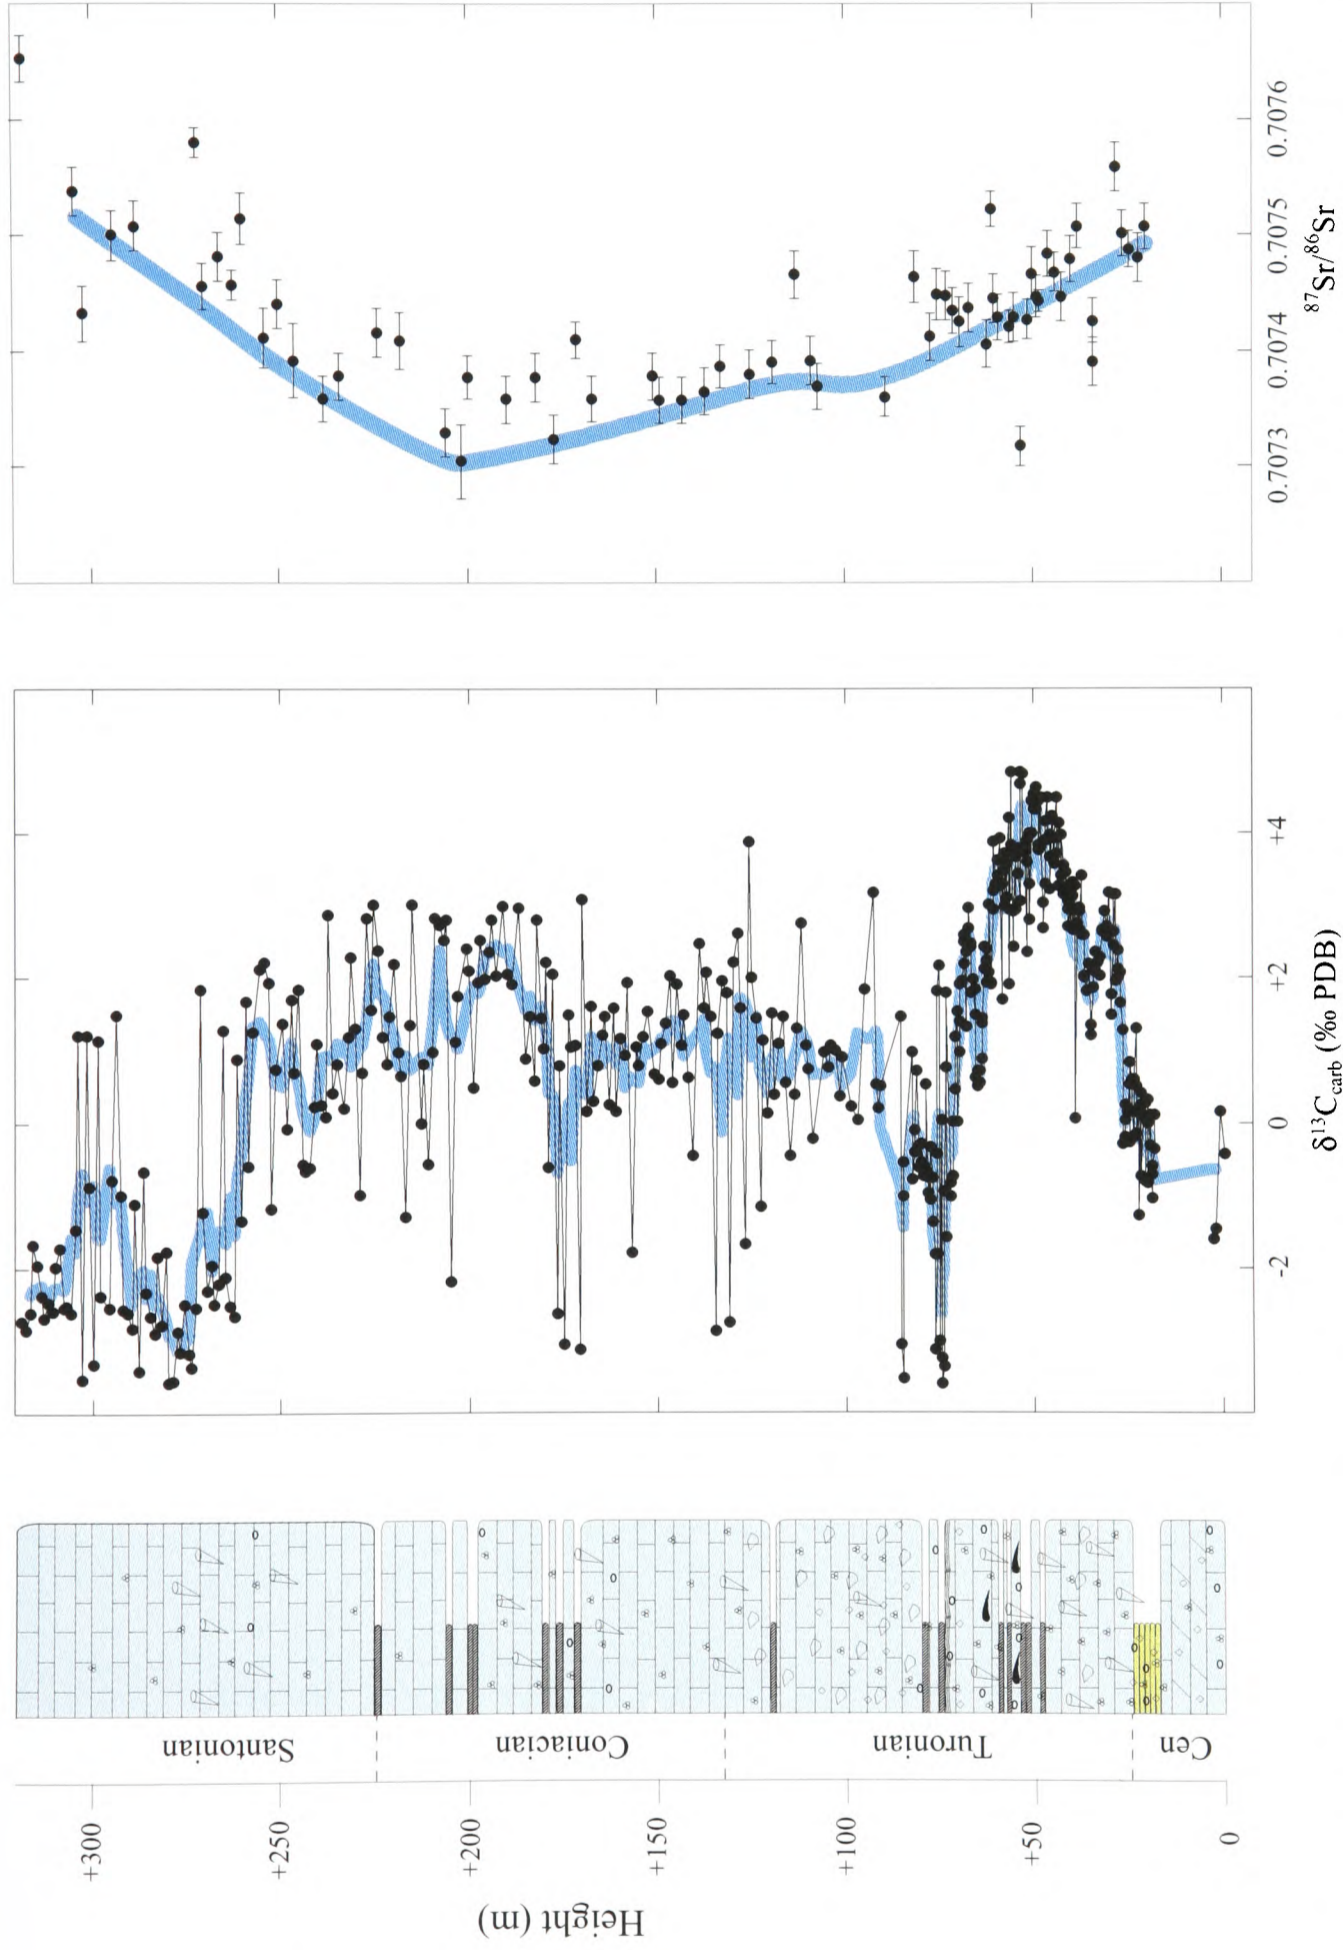 Height (m)
+300
+250
+200
+150
+100
+50
0
Santonian
Coniacian
Turonian
Cen
-2
0
+2
+4
δ¹³Ccarb (‰ PDB)
0.7073
0.7074
0.7075
0.7076
⁸⁷Sr/⁸⁶Sr